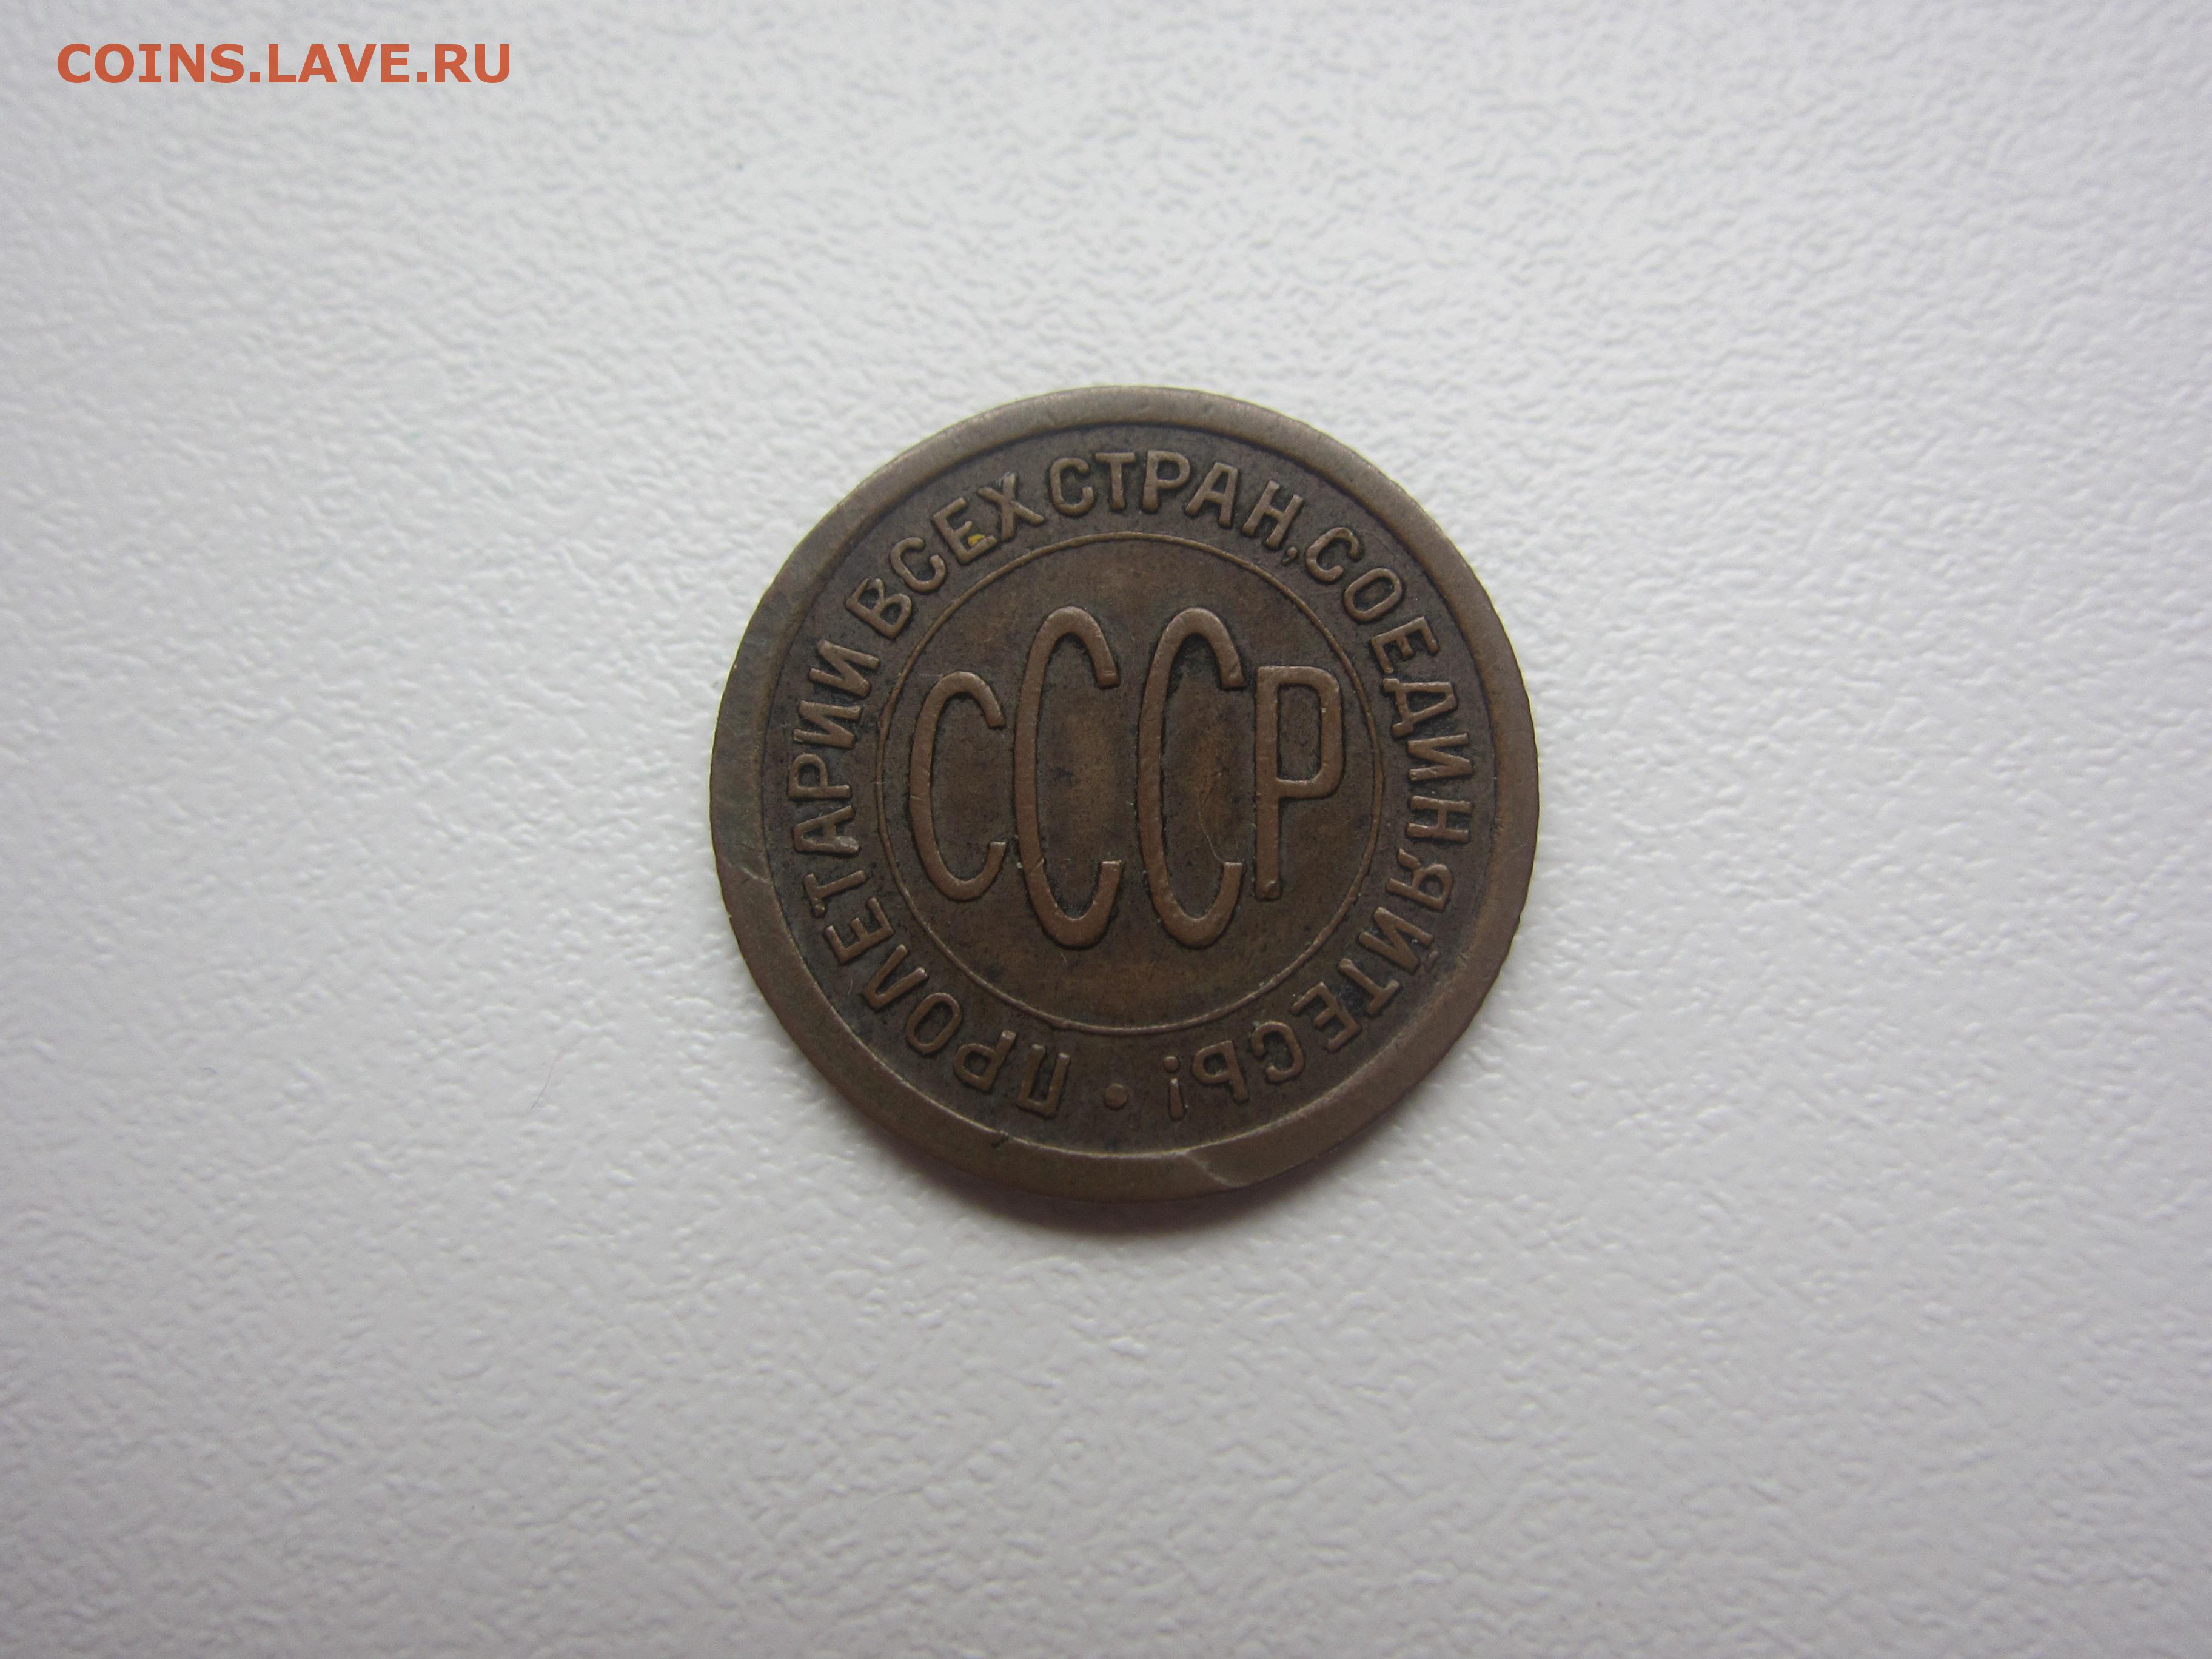 COINS.LAVE.RU
ПРОЛЕТАРИИ ВСЕХ СТРАН, СОЕДИНЯЙТЕСЬ! •
СССР